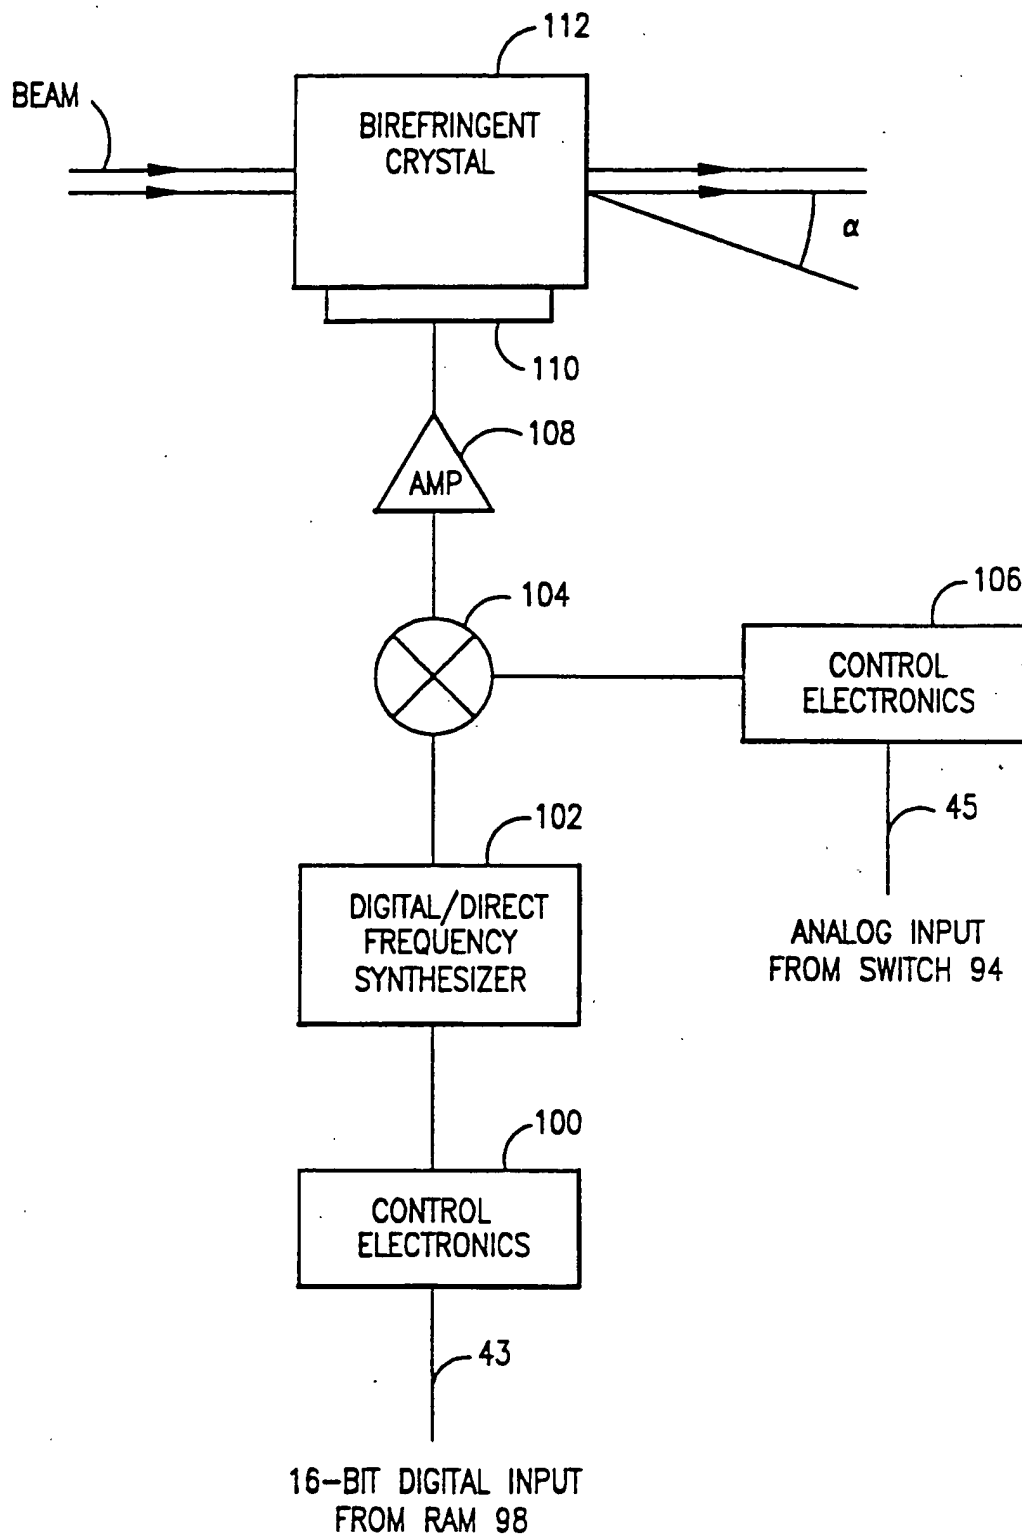 112
BEAM
BIREFRINGENT
CRYSTAL
α
110
108
AMP
104
106
CONTROL
ELECTRONICS
45
102
DIGITAL/DIRECT
FREQUENCY
SYNTHESIZER
ANALOG INPUT
FROM SWITCH 94
100
CONTROL
ELECTRONICS
43
16-BIT DIGITAL INPUT
FROM RAM 98